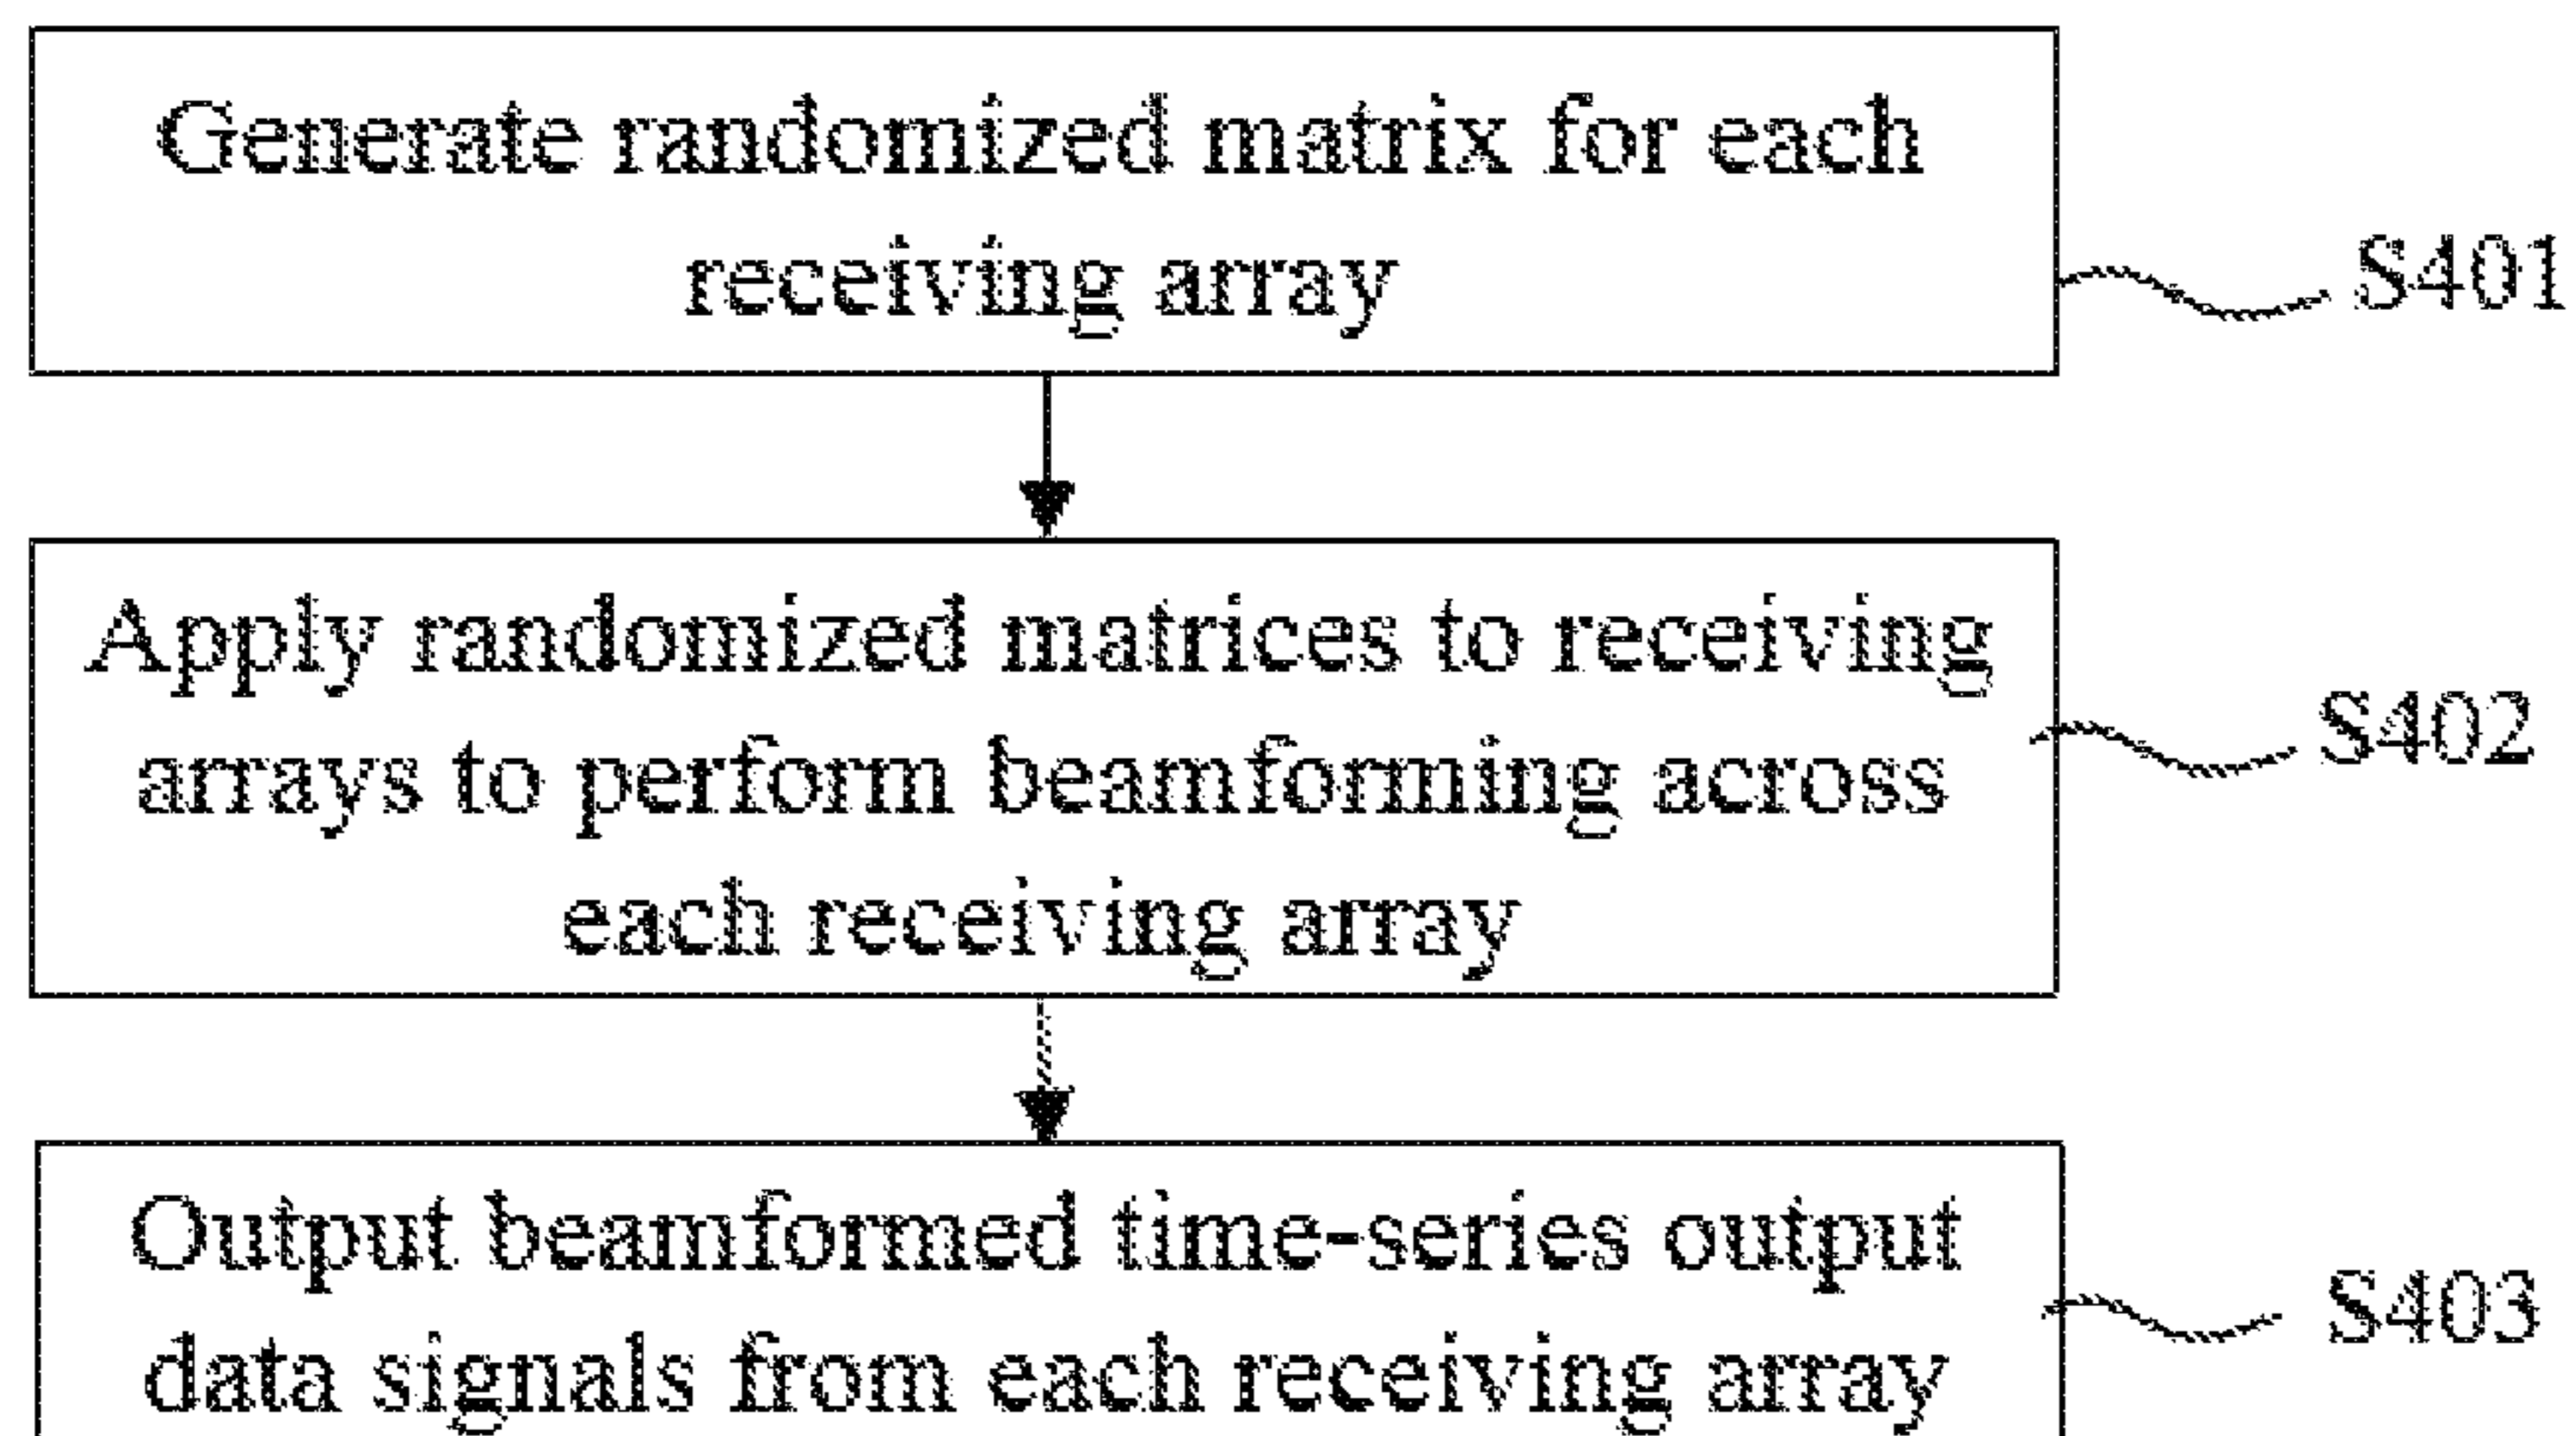 Generate randomized matrix for each
receiving array
S401
Apply randomized matrices to receiving
arrays to perform beamforming across
each receiving array
S402
Output beamformed time-series output
data signals from each receiving array
S403